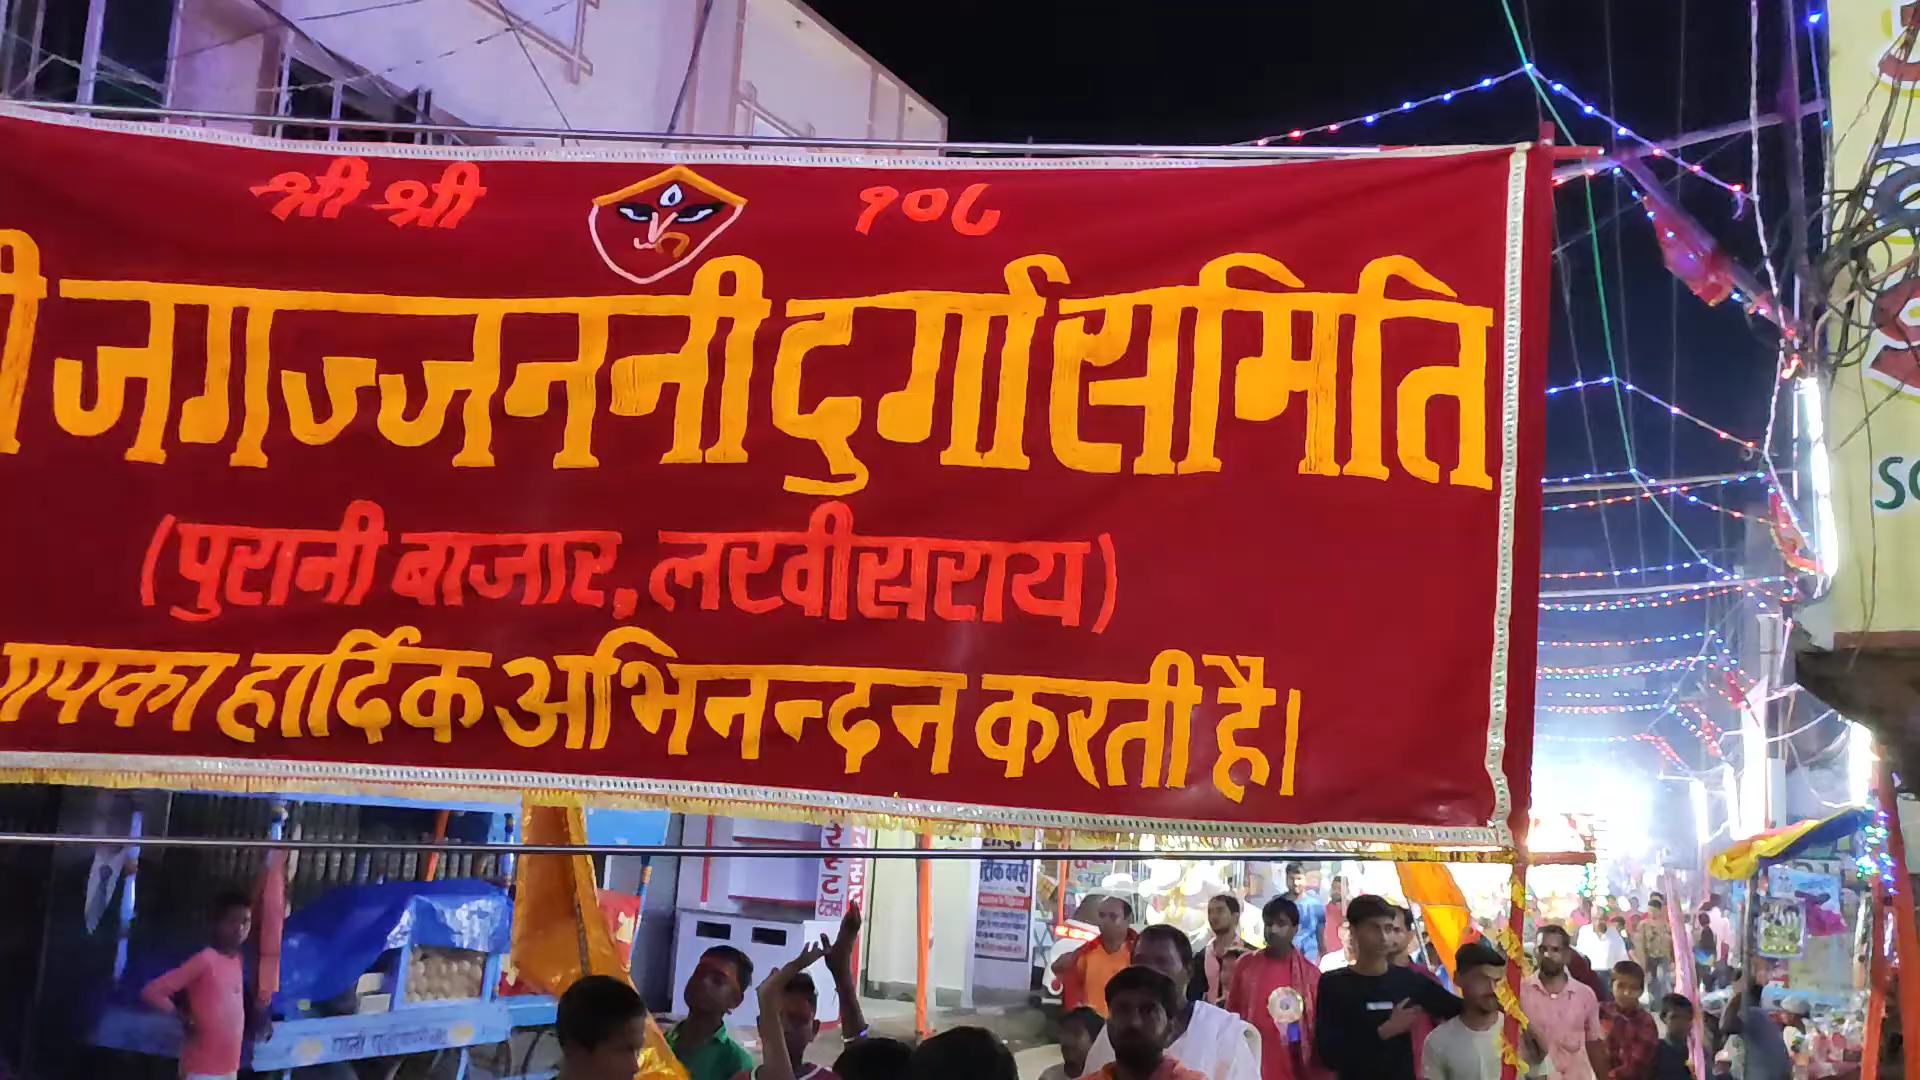 श्री श्री १०८
जगज्जननी दुर्गा समिति
(पुरानी बाजार, लखीसराय)
आपका हार्दिक अभिनन्दन करती है।